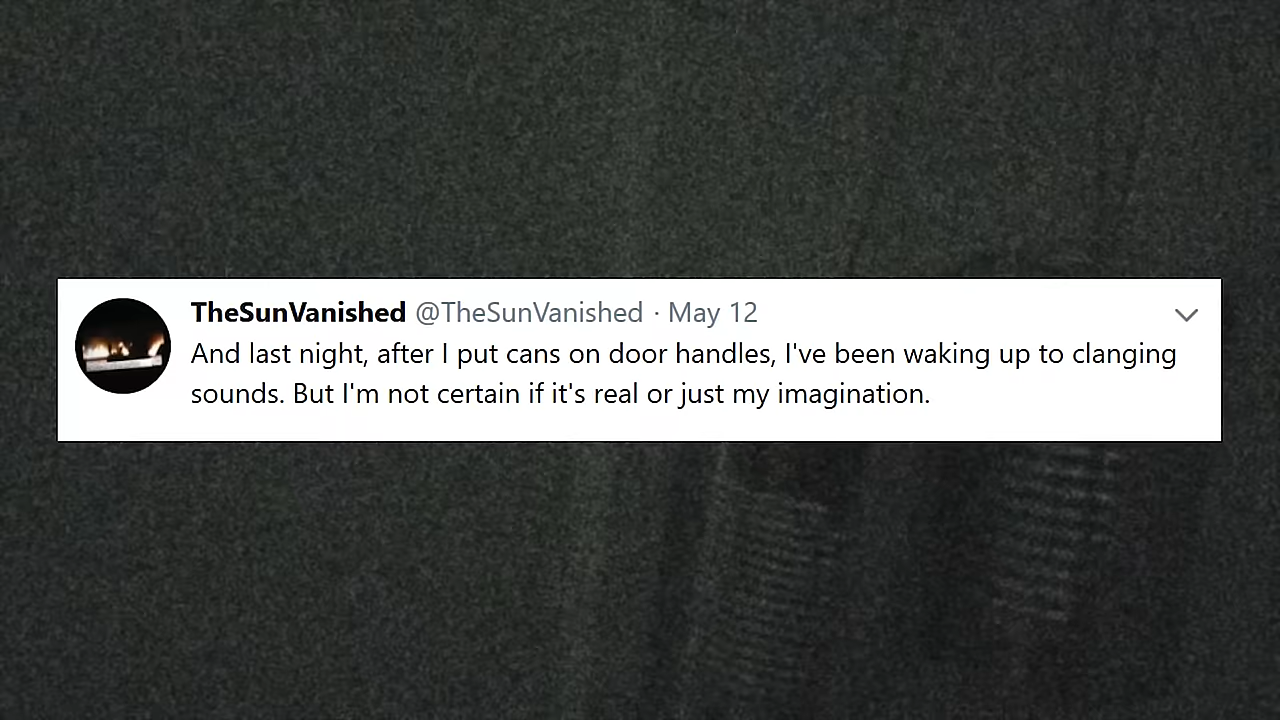 TheSunVanished @TheSunVanished · May 12
And last night, after I put cans on door handles, I've been waking up to clanging
sounds. But I'm not certain if it's real or just my imagination.